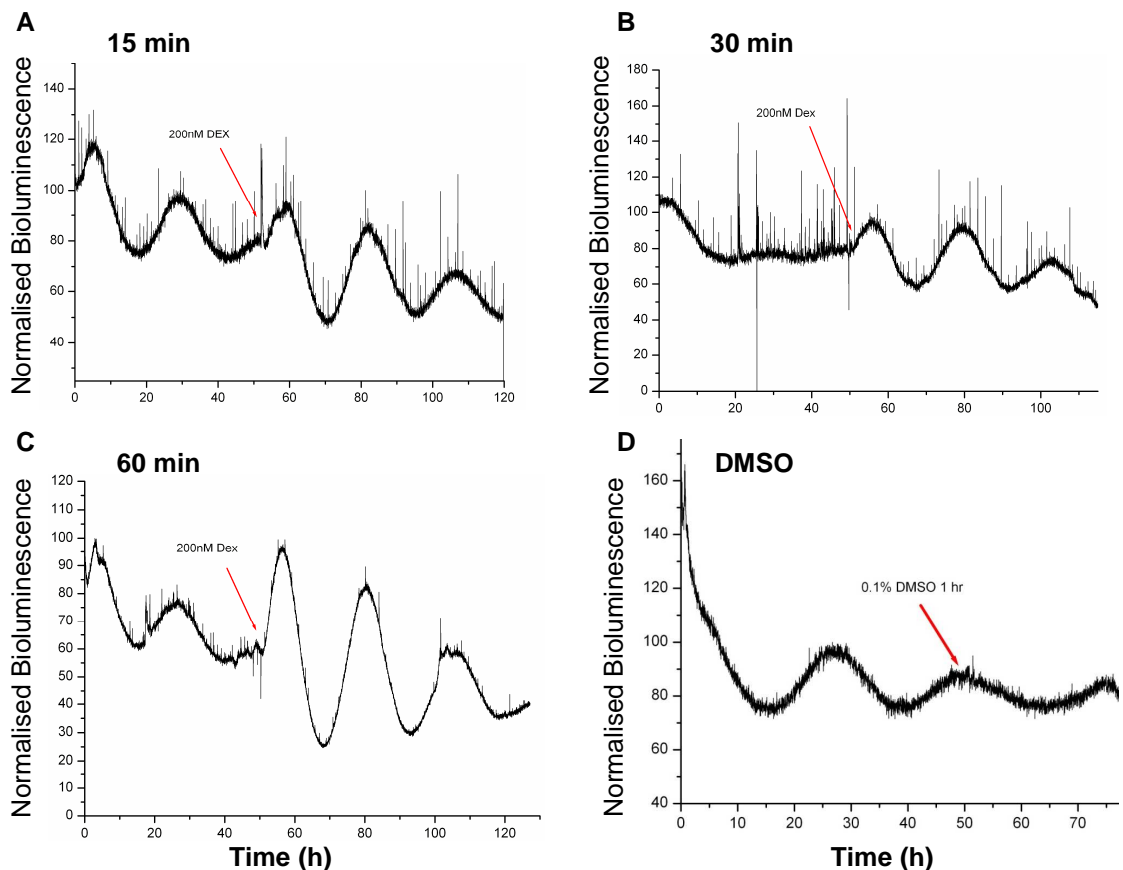 A
15 min
Normalised Bioluminescence
140
120
100
80
60
40
200nM DEX
0 20 40 60 80 100 120
B
30 min
Normalised Bioluminescence
180
160
140
120
100
80
60
40
20
0
200nM Dex
0 20 40 60 80 100
C
60 min
Normalised Bioluminescence
120
110
100
90
80
70
60
50
40
30
20
10
0
200nM Dex
0 20 40 60 80 100 120
Time (h)
D
DMSO
Normalised Bioluminescence
160
140
120
100
80
60
40
0.1% DMSO 1 hr
0 10 20 30 40 50 60 70
Time (h)